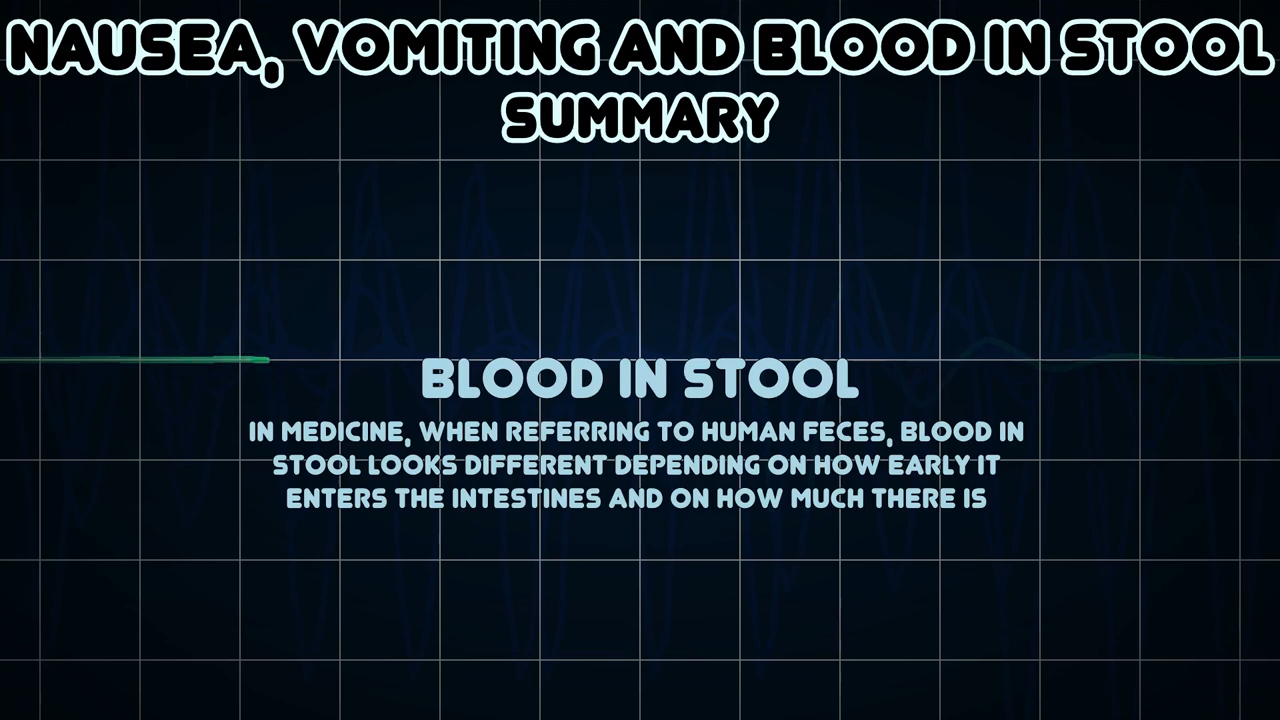 NAUSEA, VOMITING AND BLOOD IN STOOL
SUMMARY
BLOOD IN STOOL
IN MEDICINE, WHEN REFERRING TO HUMAN FECES, BLOOD IN
STOOL LOOKS DIFFERENT DEPENDING ON HOW EARLY IT
ENTERS THE INTESTINES AND ON HOW MUCH THERE IS